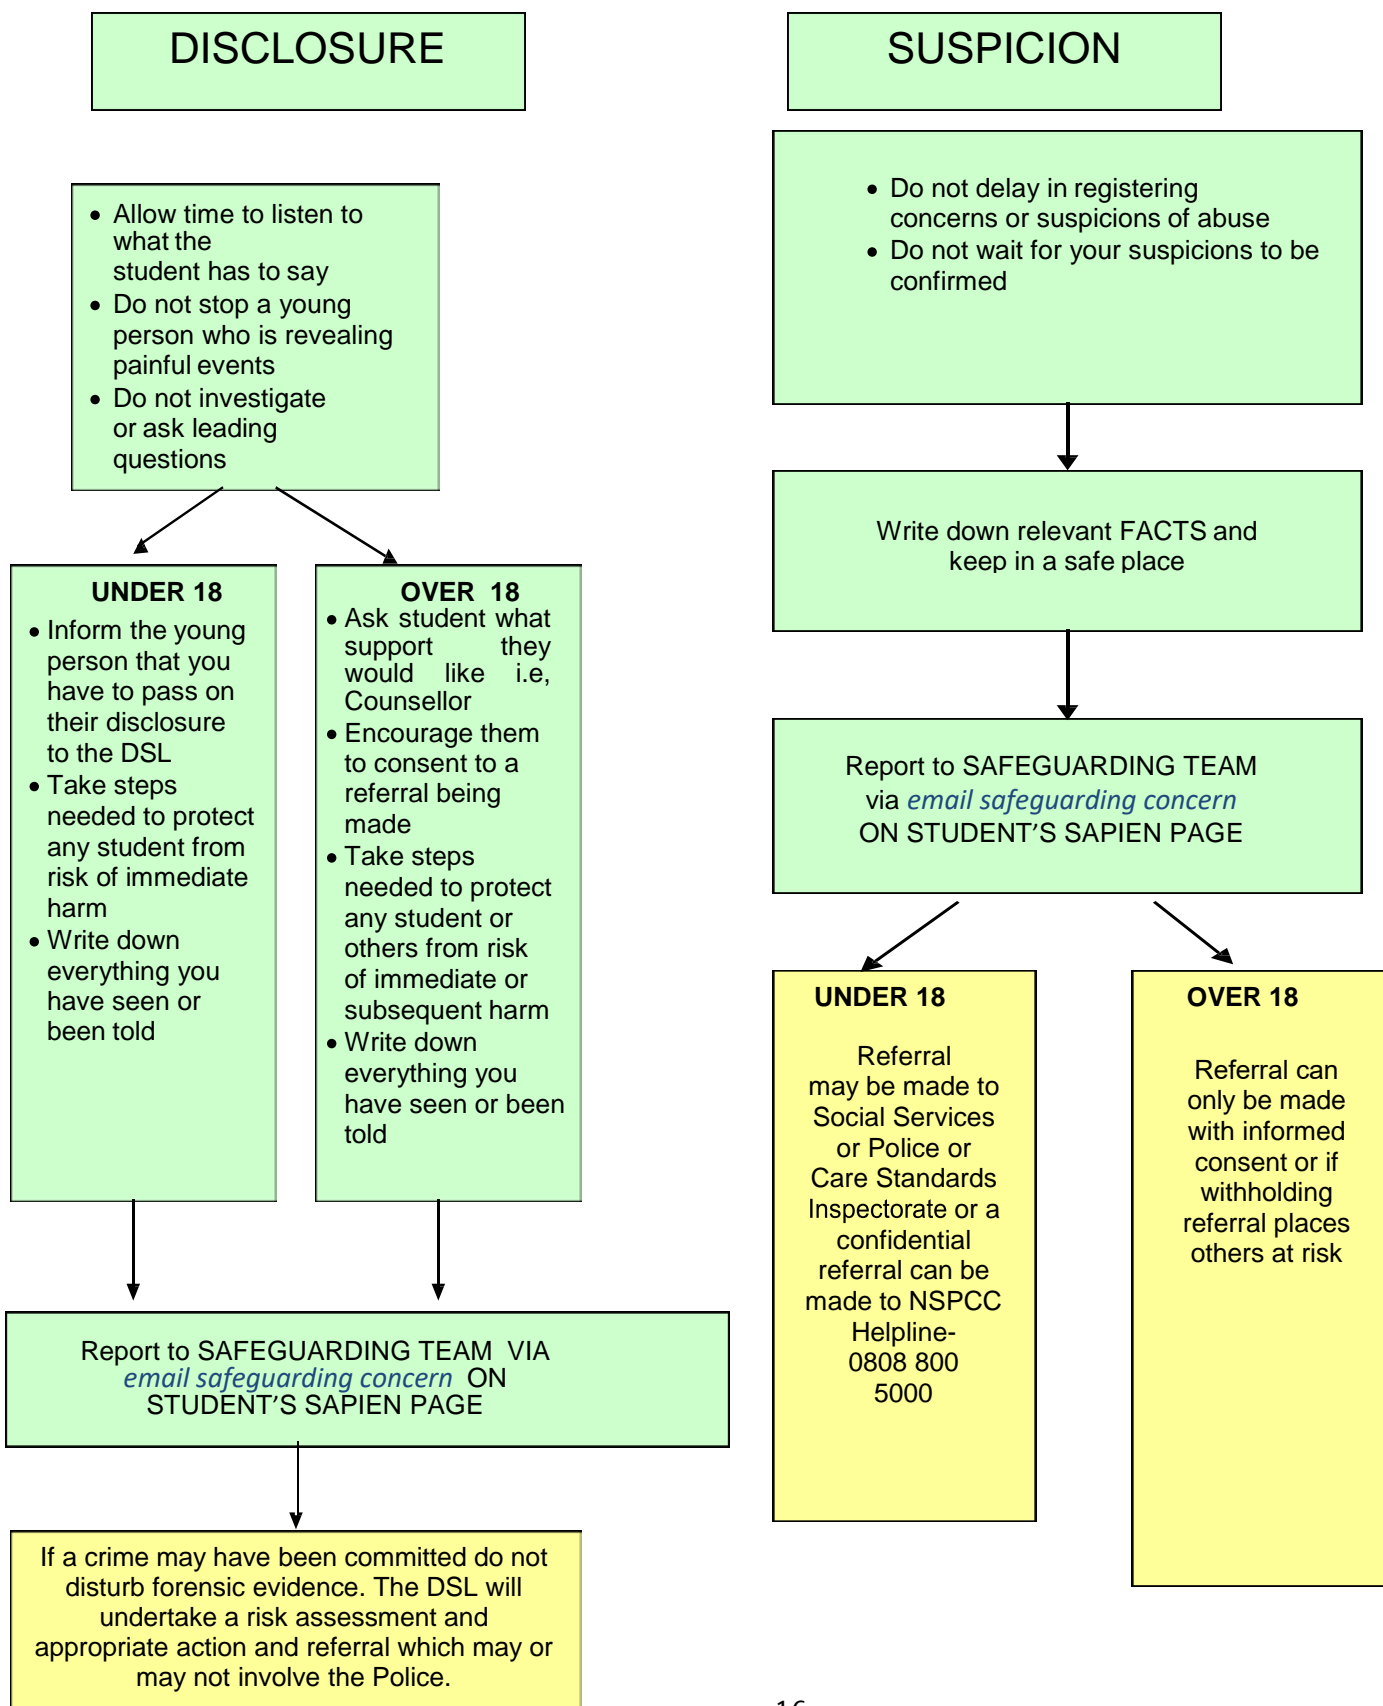 DISCLOSURE
• Allow time to listen to
what the
student has to say
• Do not stop a young
person who is revealing
painful events
• Do not investigate
or ask leading
questions
UNDER 18
• Inform the young
person that you
have to pass on
their disclosure
to the DSL
• Take steps
needed to protect
any student from
risk of immediate
harm
• Write down
everything you
have seen or
been told
OVER 18
• Ask student what
support they
would like i.e,
Counsellor
• Encourage them
to consent to a
referral being
made
• Take steps
needed to protect
any student or
others from risk
of immediate or
subsequent harm
• Write down
everything you
have seen or been
told
Report to SAFEGUARDING TEAM VIA
email safeguarding concern ON
STUDENT’S SAPIEN PAGE
If a crime may have been committed do not
disturb forensic evidence. The DSL will
undertake a risk assessment and
appropriate action and referral which may or
may not involve the Police.
SUSPICION
• Do not delay in registering
concerns or suspicions of abuse
• Do not wait for your suspicions to be
confirmed
Write down relevant FACTS and
keep in a safe place
Report to SAFEGUARDING TEAM
via email safeguarding concern
ON STUDENT’S SAPIEN PAGE
UNDER 18
Referral
may be made to
Social Services
or Police or
Care Standards
Inspectorate or a
confidential
referral can be
made to NSPCC
Helpline-
0808 800
5000
OVER 18
Referral can
only be made
with informed
consent or if
withholding
referral places
others at risk